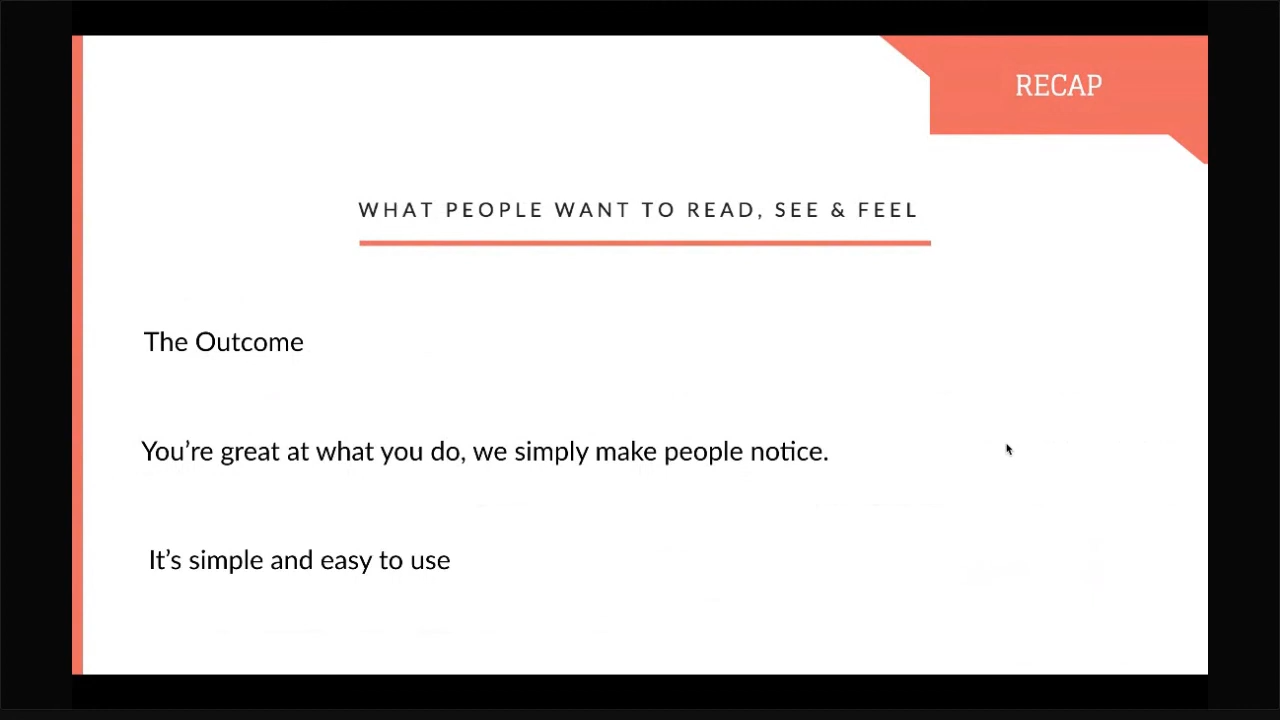 RECAP
WHAT PEOPLE WANT TO READ, SEE & FEEL
The Outcome
You’re great at what you do, we simply make people notice.
It’s simple and easy to use